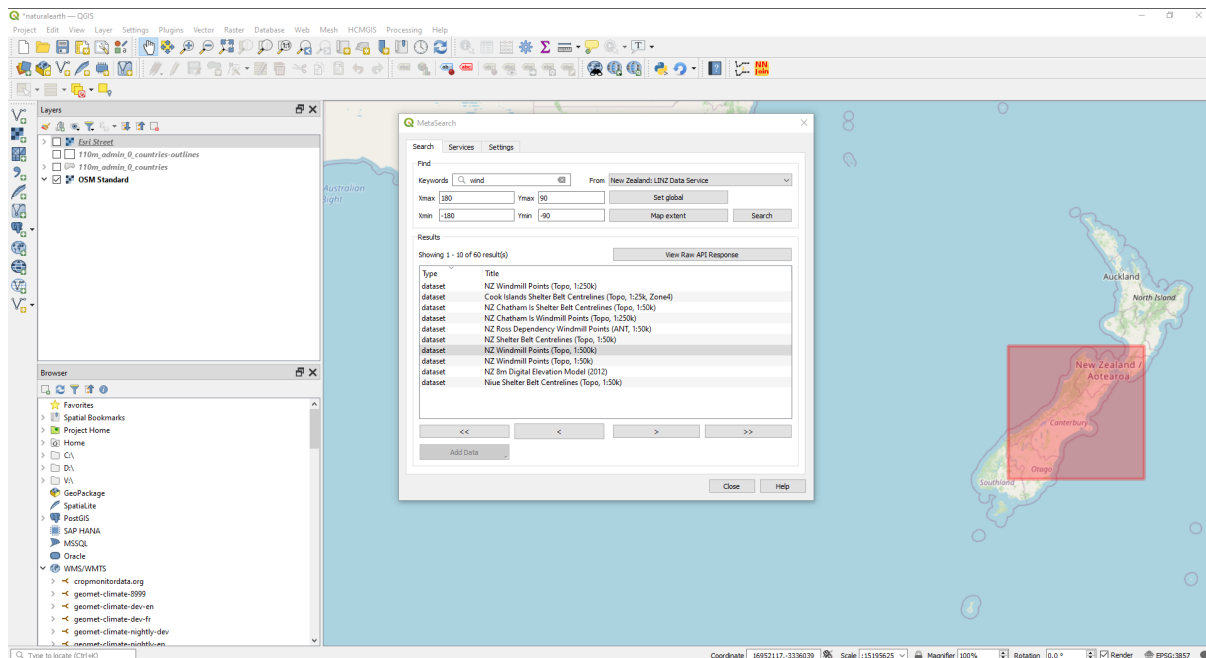 *naturalearth — QGIS
Project Edit View Layer Settings Plugins Vector Raster Database Web Mesh HCMGIS Processing Help
NN
Join
Layers
Esri Street
110m_admin_0_countries-outlines
110m_admin_0_countries
OSM Standard
Browser
Favorites
Spatial Bookmarks
Project Home
Home
C:\
D:\
V:\
GeoPackage
SpatiaLite
PostGIS
SAP HANA
MSSQL
Oracle
WMS/WMTS
cropmonitordata.org
geomet-climate-8999
geomet-climate-dev-en
geomet-climate-dev-fr
geomet-climate-nightly-dev
geomet-climate-nightly-en
Australian
Bight
MetaSearch
Search Services Settings
Find
Keywords wind From New Zealand: LINZ Data Service
Xmax 180 Ymax 90 Set global
Xmin -180 Ymin -90 Map extent Search
Results
Showing 1 - 10 of 60 result(s) View Raw API Response
Type Title
dataset NZ Windmill Points (Topo, 1:250k)
dataset Cook Islands Shelter Belt Centrelines (Topo, 1:25k, Zone4)
dataset NZ Chatham Is Shelter Belt Centrelines (Topo, 1:50k)
dataset NZ Chatham Is Windmill Points (Topo, 1:250k)
dataset NZ Ross Dependency Windmill Points (ANT, 1:50k)
dataset NZ Shelter Belt Centrelines (Topo, 1:50k)
dataset NZ Windmill Points (Topo, 1:500k)
dataset NZ Windmill Points (Topo, 1:50k)
dataset NZ 8m Digital Elevation Model (2012)
dataset Niue Shelter Belt Centrelines (Topo, 1:50k)
<< < > >>
Add Data
Close Help
Auckland
North Island
New Zealand /
Aotearoa
Canterbury
Otago
Southland
Type to locate (Ctrl+K) Coordinate 16952117,-3336039 Scale :15195625 Magnifier 100% Rotation 0.0 ° Render EPSG:3857